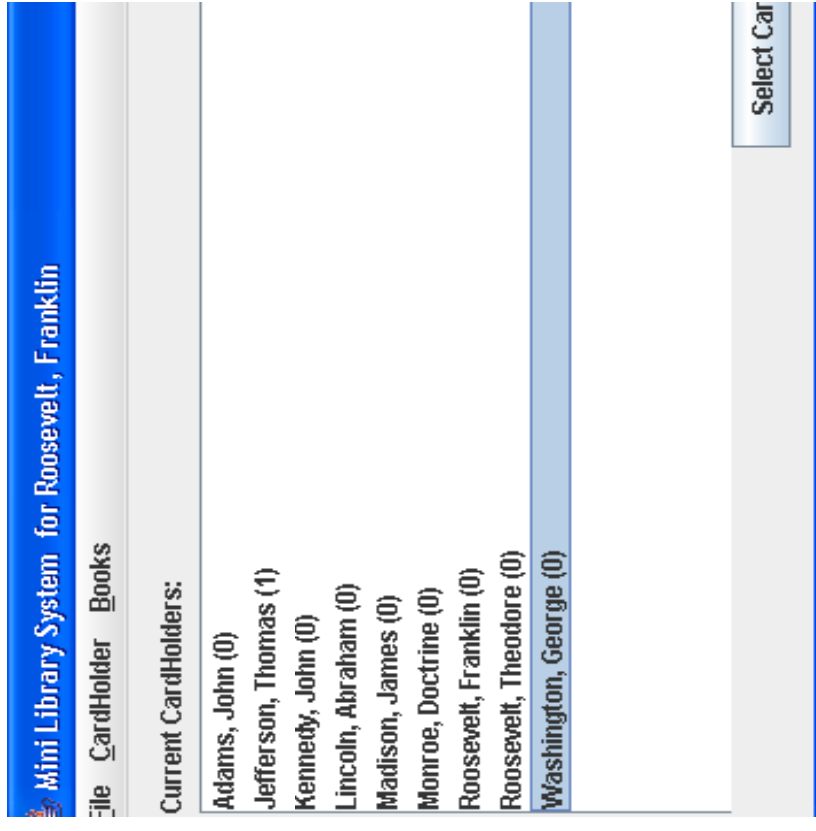 Mini Library System for Roosevelt, Franklin
File CardHolder Books
Current CardHolders:
Adams, John (0)
Jefferson, Thomas (1)
Kennedy, John (0)
Lincoln, Abraham (0)
Madison, James (0)
Monroe, Doctrine (0)
Roosevelt, Franklin (0)
Roosevelt, Theodore (0)
Washington, George (0)
Select Car